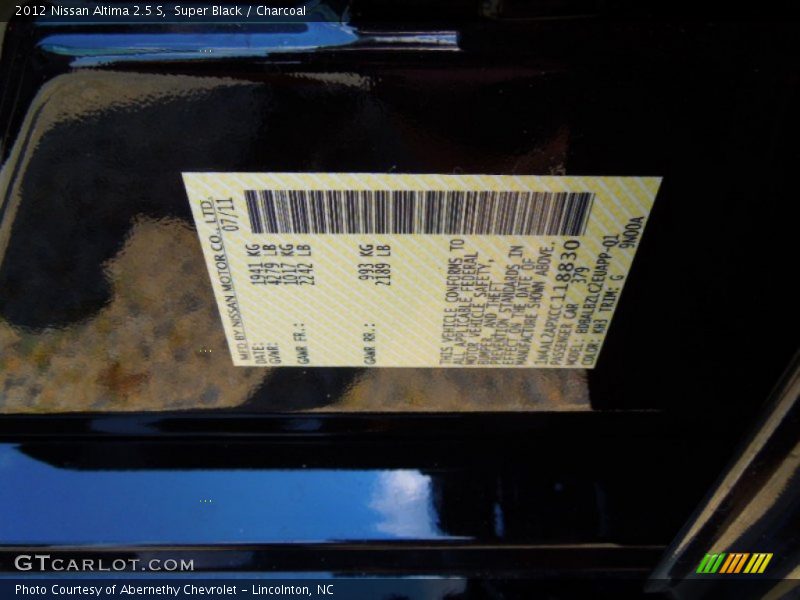 2012 Nissan Altima 2.5 S, Super Black / Charcoal
MFD BY NISSAN MOTOR CO., LTD.
DATE: 07/11
GVWR: 1941 KG
4279 LB
GAWR FR.: 1017 KG
2242 LB
GAWR RR.: 993 KG
2189 LB
THIS VEHICLE CONFORMS TO
ALL APPLICABLE FEDERAL
MOTOR VEHICLE SAFETY,
BUMPER, AND THEFT
PREVENTION STANDARDS IN
EFFECT ON THE DATE OF
MANUFACTURE SHOWN ABOVE.
118830
PASSENGER CAR 379
MODEL:
COLOR: KH3 TRIM: G 9W00A
GTCARLOT.COM
Photo Courtesy of Abernethy Chevrolet – Lincolnton, NC